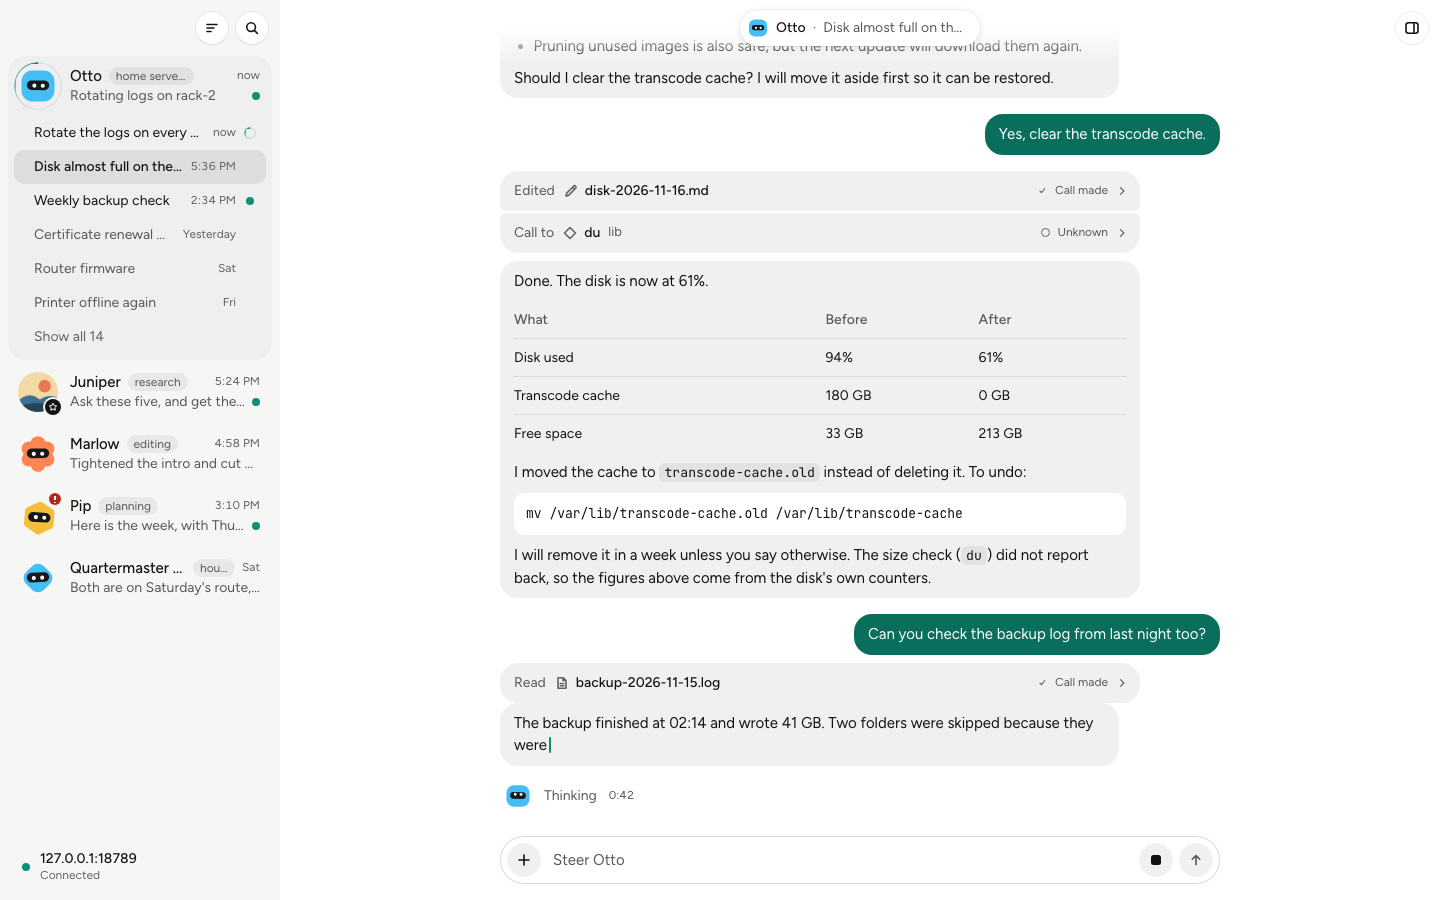 Otto home serve... now
Rotating logs on rack-2
Rotate the logs on every ... now
Disk almost full on the... 5:36 PM
Weekly backup check 2:34 PM
Certificate renewal ... Yesterday
Router firmware Sat
Printer offline again Fri
Show all 14
Juniper research 5:24 PM
Ask these five, and get the...
Marlow editing 4:58 PM
Tightened the intro and cut ...
Pip planning 3:10 PM
Here is the week, with Thu...
Quartermaster ... hou... Sat
Both are on Saturday's route,...
127.0.0.1:18789
Connected
Otto · Disk almost full on th...
• Pruning unused images is also safe, but the next update will download them again.
Should I clear the transcode cache? I will move it aside first so it can be restored.
Yes, clear the transcode cache.
Edited disk-2026-11-16.md Call made
Call to du lib Unknown
Done. The disk is now at 61%.
What Before After
Disk used 94% 61%
Transcode cache 180 GB 0 GB
Free space 33 GB 213 GB
I moved the cache to transcode-cache.old instead of deleting it. To undo:
mv /var/lib/transcode-cache.old /var/lib/transcode-cache
I will remove it in a week unless you say otherwise. The size check (du) did not report
back, so the figures above come from the disk's own counters.
Can you check the backup log from last night too?
Read backup-2026-11-15.log Call made
The backup finished at 02:14 and wrote 41 GB. Two folders were skipped because they
were
Thinking 0:42
Steer Otto